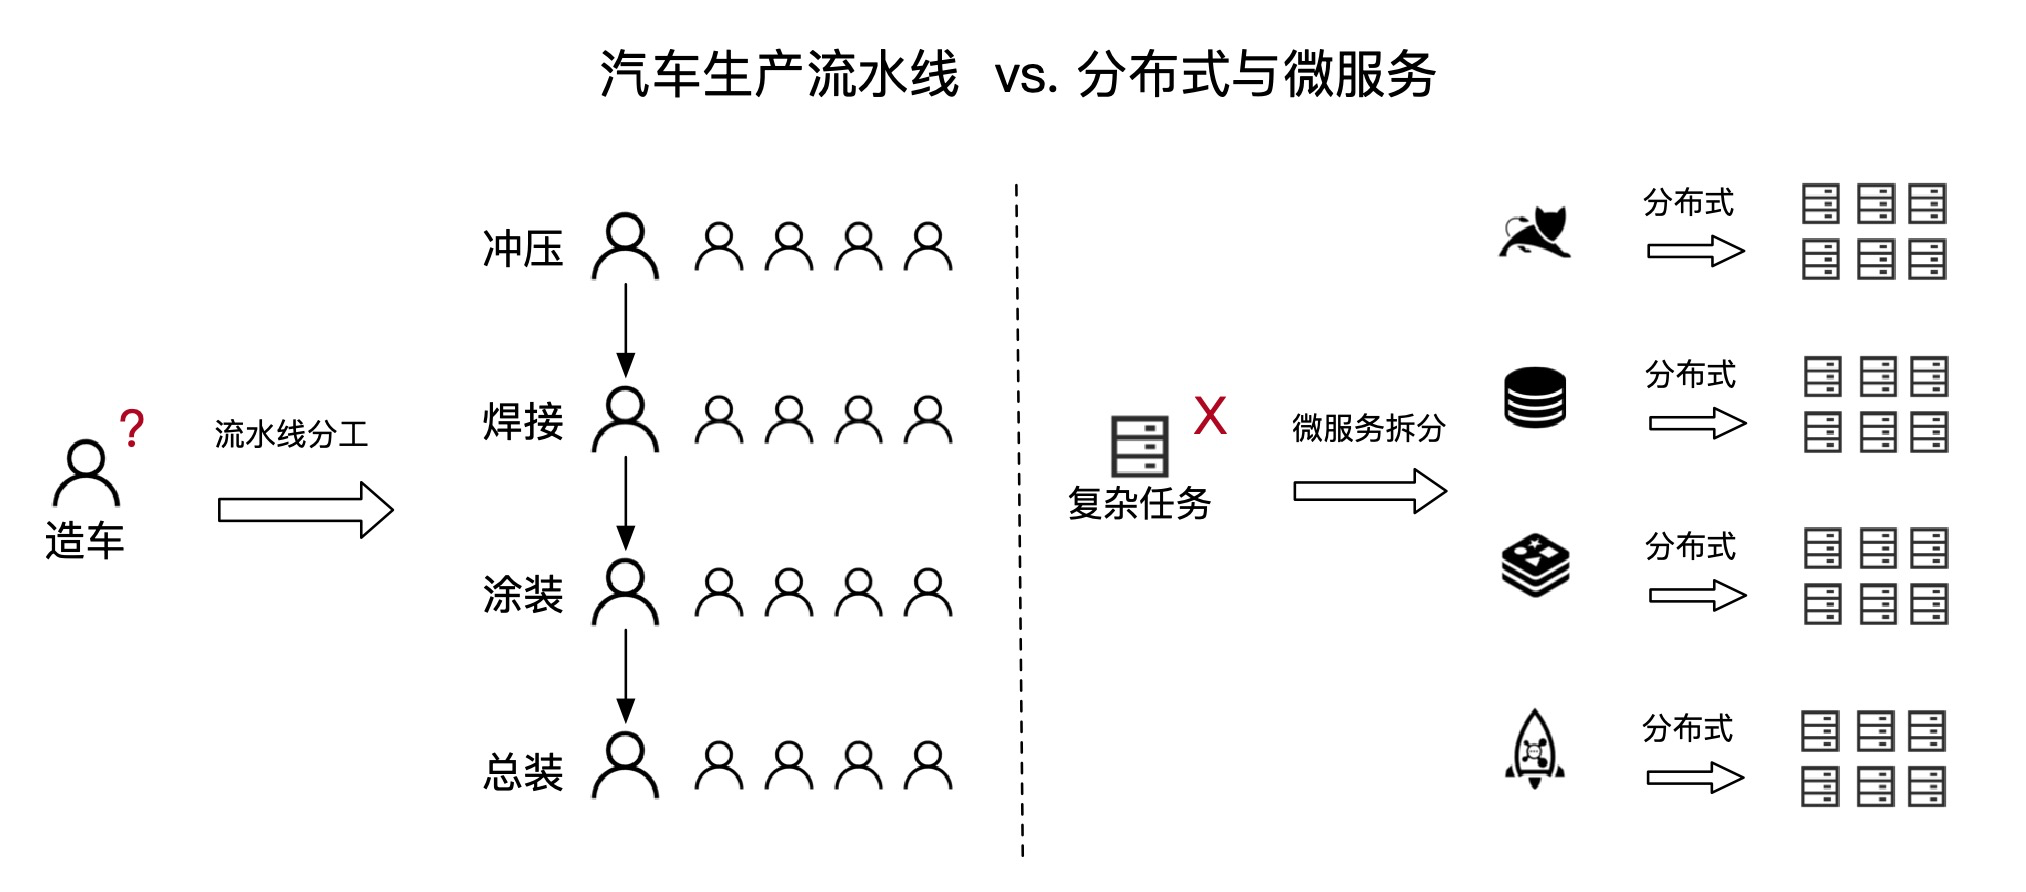 汽车生产流水线 vs. 分布式与微服务
?
造车
流水线分工
冲压
焊接
涂装
总装
X
复杂任务
微服务拆分
分布式
分布式
分布式
分布式